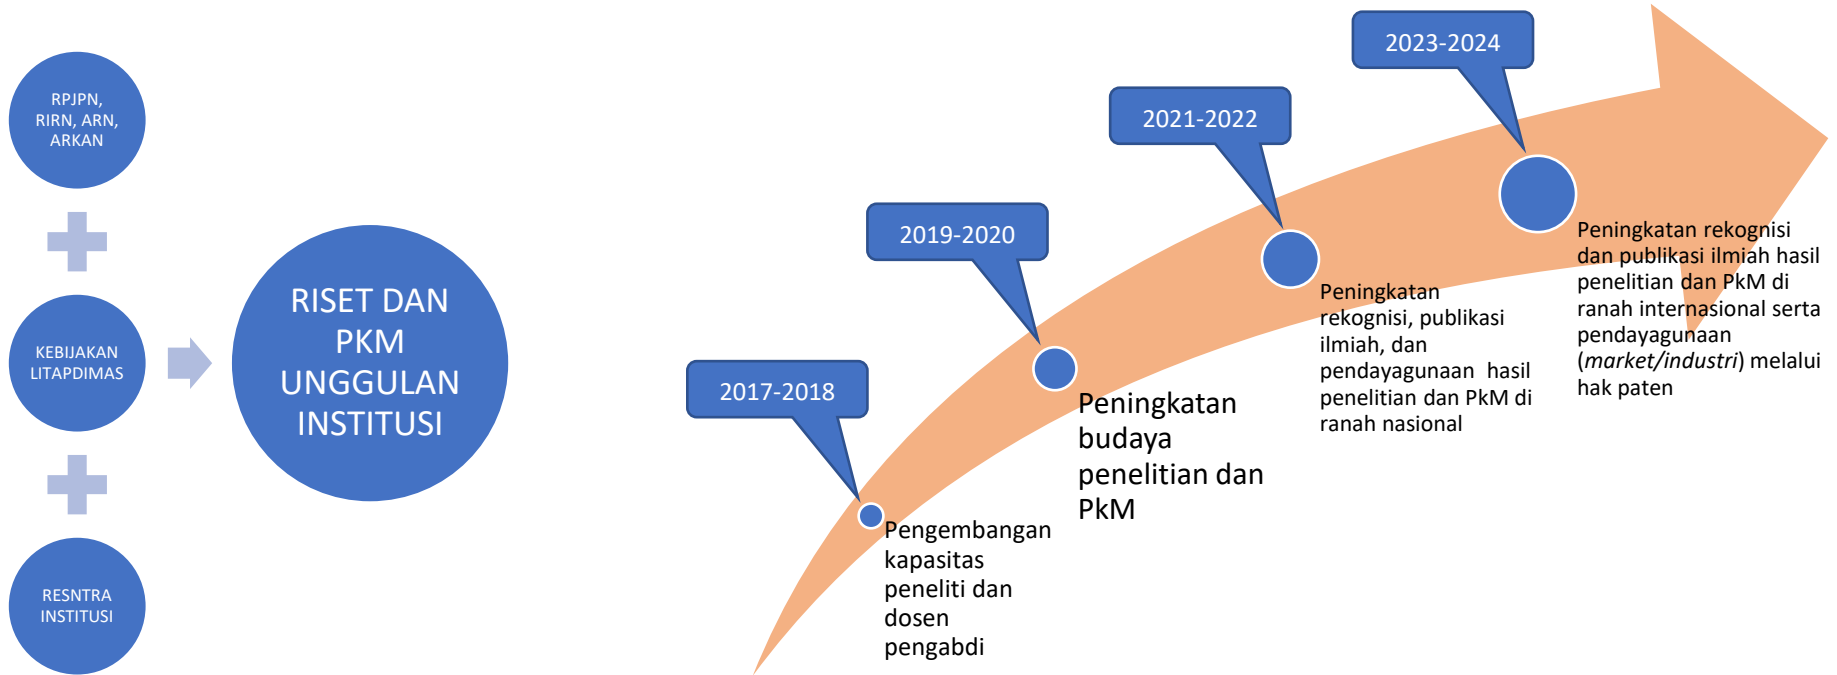 RPJPN,
RIRN, ARN,
ARKAN
KEBIJAKAN
LITAPDIMAS
RESNTRA
INSTITUSI
RISET DAN
PKM
UNGGULAN
INSTITUSI
2017-2018
Pengembangan
kapasitas
peneliti dan
dosen
pengabdi
2019-2020
Peningkatan
budaya
penelitian dan
PkM
2021-2022
Peningkatan
rekognisi, publikasi
ilmiah, dan
pendayagunaan hasil
penelitian dan PkM di
ranah nasional
2023-2024
Peningkatan rekognisi
dan publikasi ilmiah hasil
penelitian dan PkM di
ranah internasional serta
pendayagunaan
(market/industri) melalui
hak paten